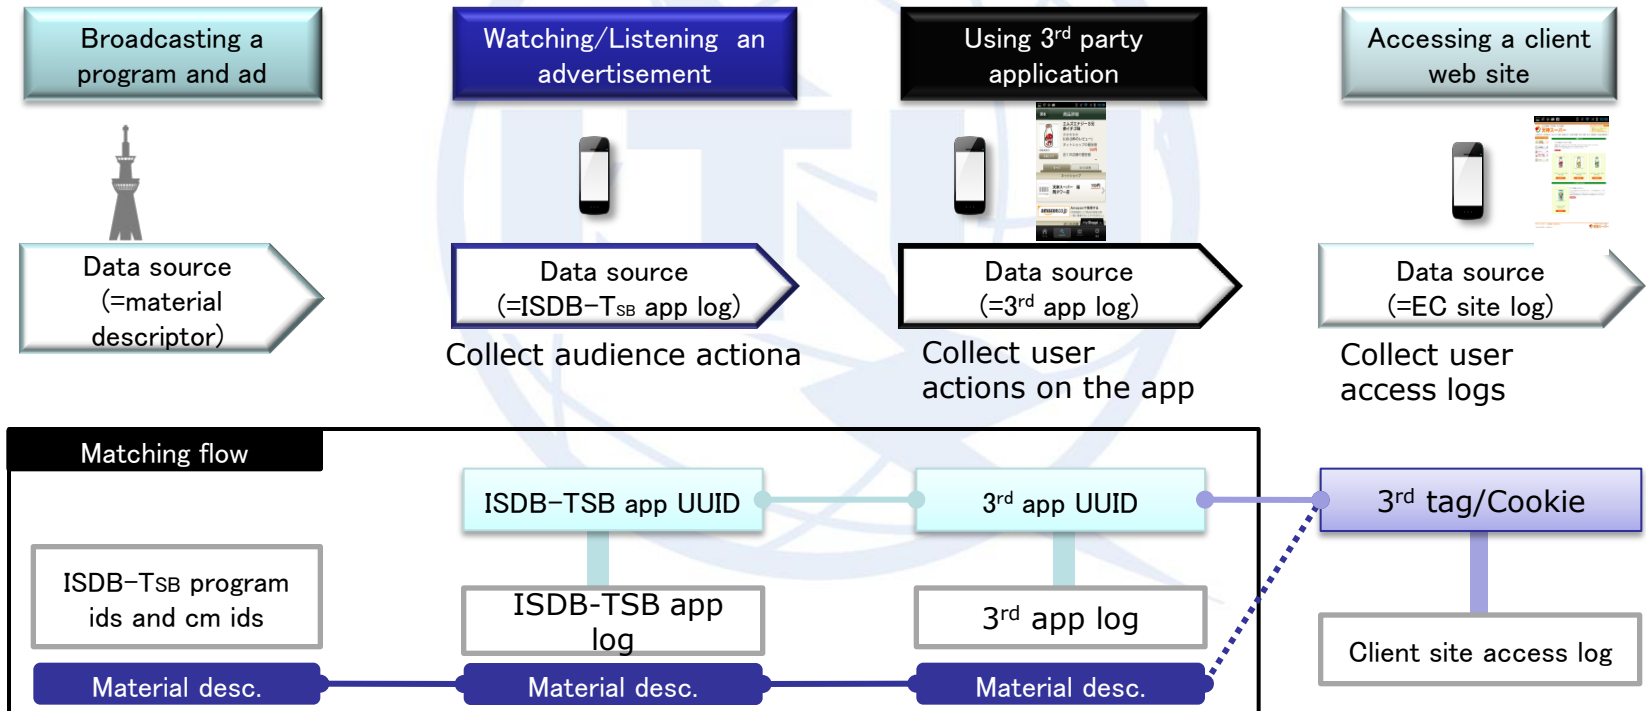 Broadcasting a
program and ad
Watching/Listening an
advertisement
Using 3rd party
application
Accessing a client
web site
Data source
(=material
descriptor)
Data source
(=ISDB-TSB app log)
Data source
(=3rd app log)
Data source
(=EC site log)
Collect audience actiona
Collect user
actions on the app
Collect user
access logs
Matching flow
ISDB-TSB app UUID
3rd app UUID
3rd tag/Cookie
ISDB-TSB program
ids and cm ids
ISDB-TSB app
log
3rd app log
Client site access log
Material desc.
Material desc.
Material desc.